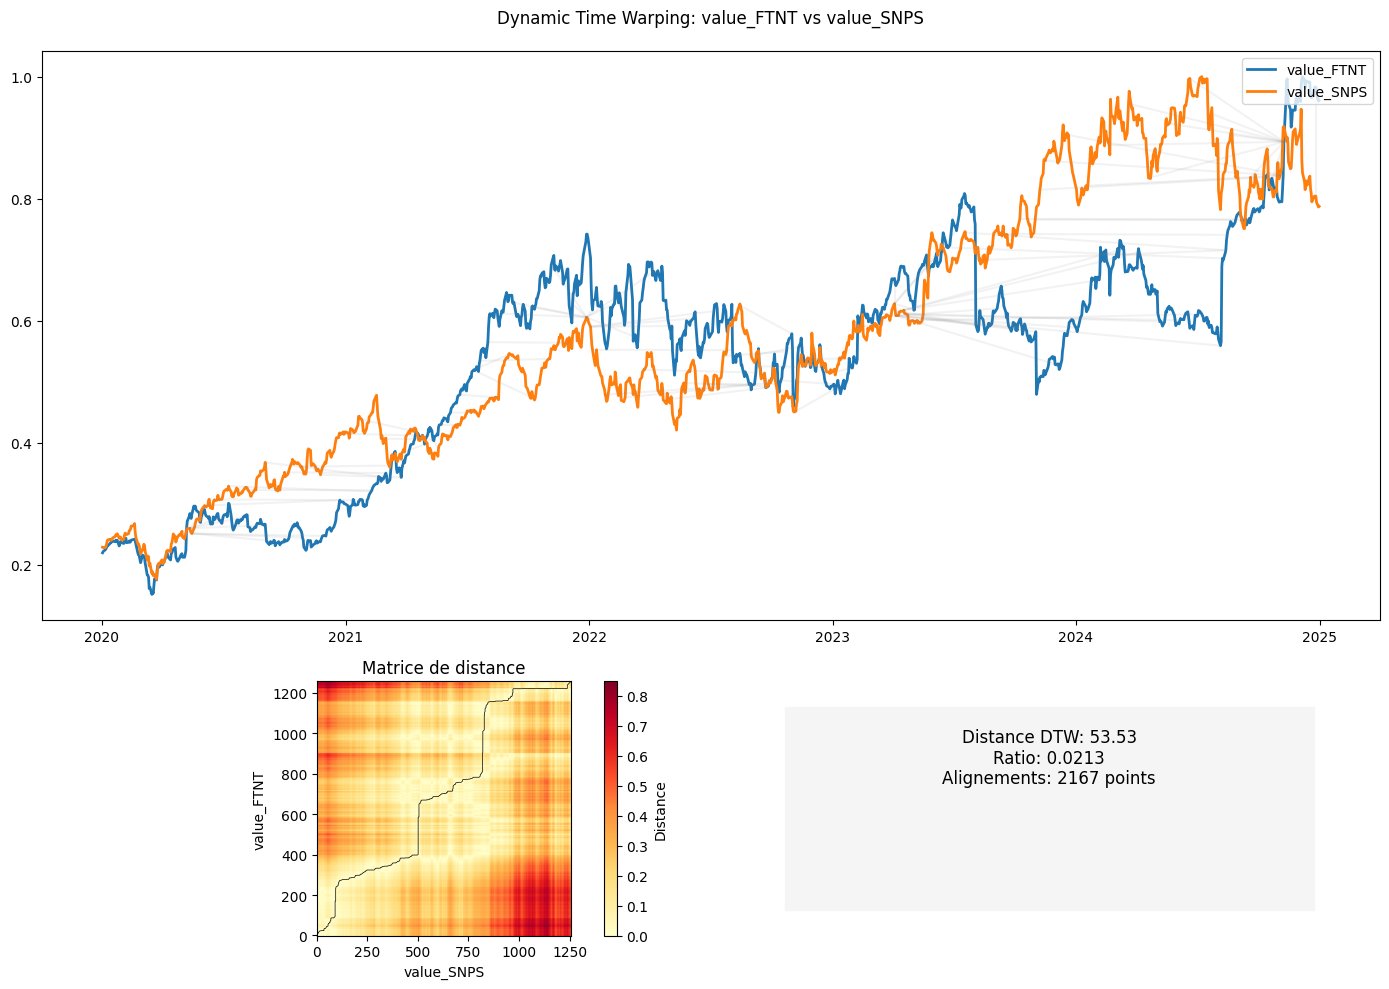 Dynamic Time Warping: value_FTNT vs value_SNPS
value_FTNT
value_SNPS
1.0
0.8
0.6
0.4
0.2
2020 2021 2022 2023 2024 2025
Matrice de distance
value_FTNT
1200
1000
800
600
400
200
0
0 250 500 750 1000 1250
value_SNPS
0.8
0.7
0.6
0.5
0.4
0.3
0.2
0.1
0.0
Distance
Distance DTW: 53.53
Ratio: 0.0213
Alignements: 2167 points